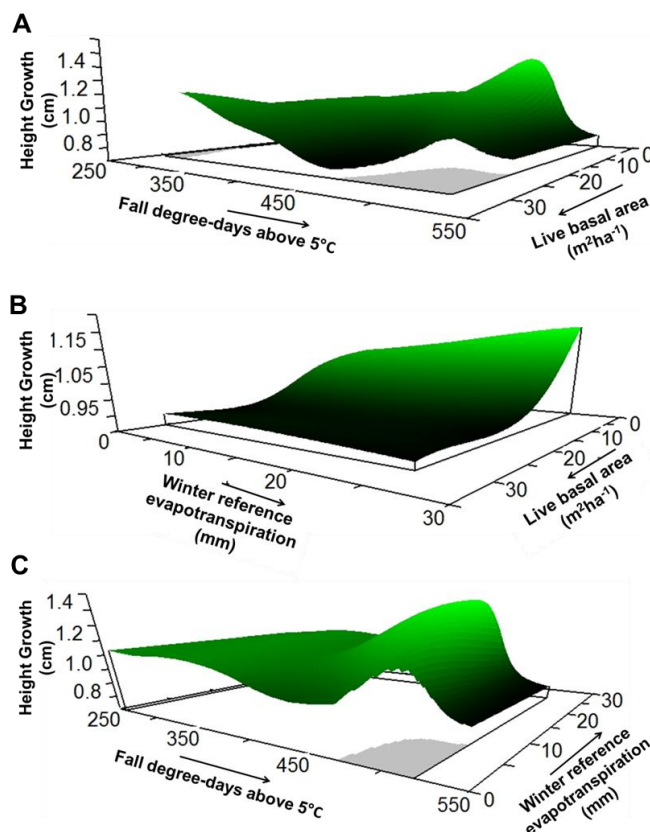 A
Height Growth
(cm)
1.4
1.2
1.0
0.8
250
350
450
550
Fall degree-days above 5°C
0
10
20
30
Live basal area
(m²ha⁻¹)
B
Height Growth
(cm)
1.15
1.05
0.95
0
10
20
30
Winter reference
evapotranspiration
(mm)
0
10
20
30
Live basal area
(m²ha⁻¹)
C
Height Growth
(cm)
1.4
1.2
1.0
0.8
250
350
450
550
Fall degree-days above 5°C
30
20
10
0
Winter reference
evapotranspiration
(mm)